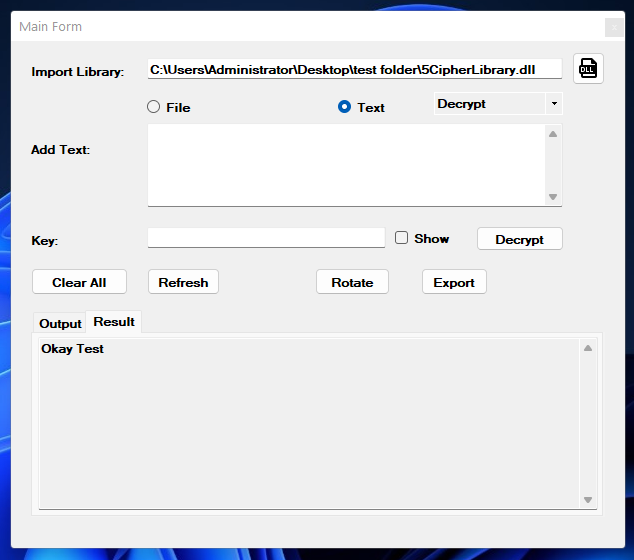 Main Form
Import Library: C:\Users\Administrator\Desktop\test folder\5CipherLibrary.dll
DLL
File Text Decrypt
Add Text:
Key: Show Decrypt
Clear All Refresh Rotate Export
Output Result
Okay Test